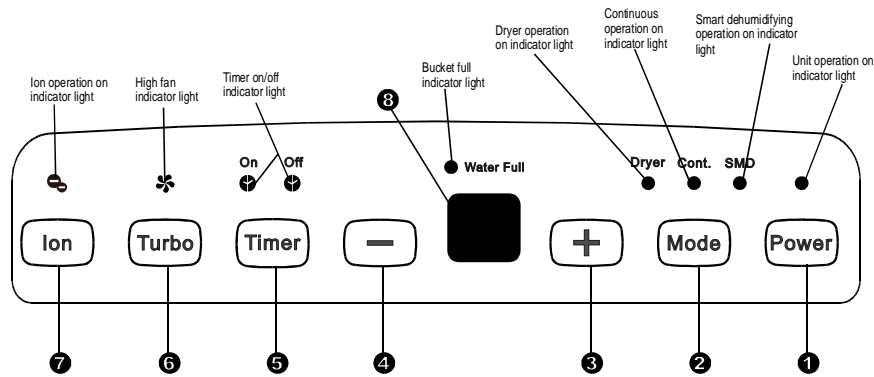 Continuous
operation on
indicator light
Smart dehumidifying
operation on indicator
light
Dryer operation
on indicator light
Unit operation on
indicator light
Bucket full
indicator light
Timer on/off
indicator light
Ion operation on
indicator light
High fan
indicator light
8
On Off
Water Full
Dryer Cont. SMD
Ion Turbo Timer − + Mode Power
7 6 5 4 3 2 1